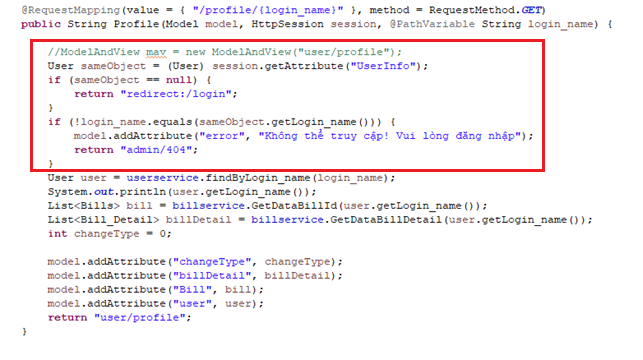 @RequestMapping(value = { "/profile/{login_name}" }, method = RequestMethod.GET)
public String Profile(Model model, HttpSession session, @PathVariable String login_name) {
//ModelAndView mav = new ModelAndView("user/profile");
User sameObject = (User) session.getAttribute("UserInfo");
if (sameObject == null) {
return "redirect:/login";
}
if (!login_name.equals(sameObject.getLogin_name())) {
model.addAttribute("error", "Không thể truy cập! Vui lòng đăng nhập");
return "admin/404";
}
User user = userservice.findByLogin_name(login_name);
System.out.println(user.getLogin_name());
List<Bills> bill = billservice.GetDataBillId(user.getLogin_name());
List<Bill_Detail> billDetail = billservice.GetDataBillDetail(user.getLogin_name());
int changeType = 0;
model.addAttribute("changeType", changeType);
model.addAttribute("billDetail", billDetail);
model.addAttribute("Bill", bill);
model.addAttribute("user", user);
return "user/profile";
}